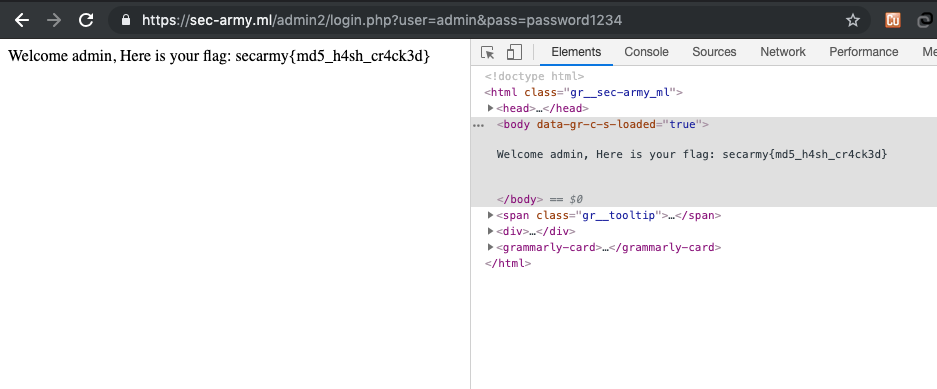 https://sec-army.ml/admin2/login.php?user=admin&pass=password1234
Welcome admin, Here is your flag: secarmy{md5_h4sh_cr4ck3d}
Elements Console Sources Network Performance Me
<!doctype html>
<html class="gr__sec-army_ml">
<head>…</head>
<body data-gr-c-s-loaded="true">
Welcome admin, Here is your flag: secarmy{md5_h4sh_cr4ck3d}
</body> == $0
<span class="gr__tooltip">…</span>
<div>…</div>
<grammarly-card>…</grammarly-card>
</html>